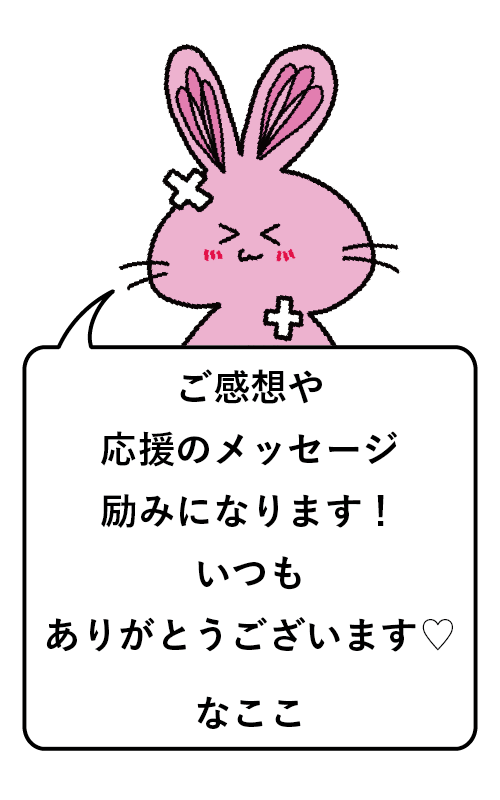 ご感想や
応援のメッセージ
励みになります！
いつも
ありがとうございます♡
なここ